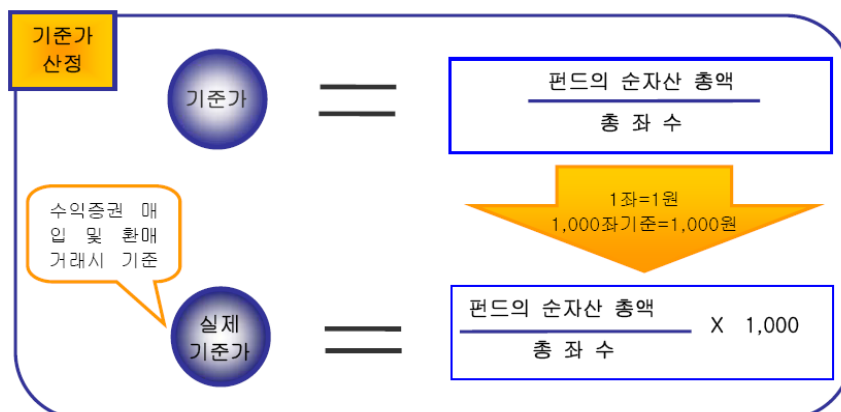 기준가
산정
기준가
펀드의 순자산 총액
총 좌 수
1좌=1원
1,000좌기준=1,000원
수익증권 매
입 및 환매
거래시 기준
실제
기준가
펀드의 순자산 총액
X 1,000
총 좌 수